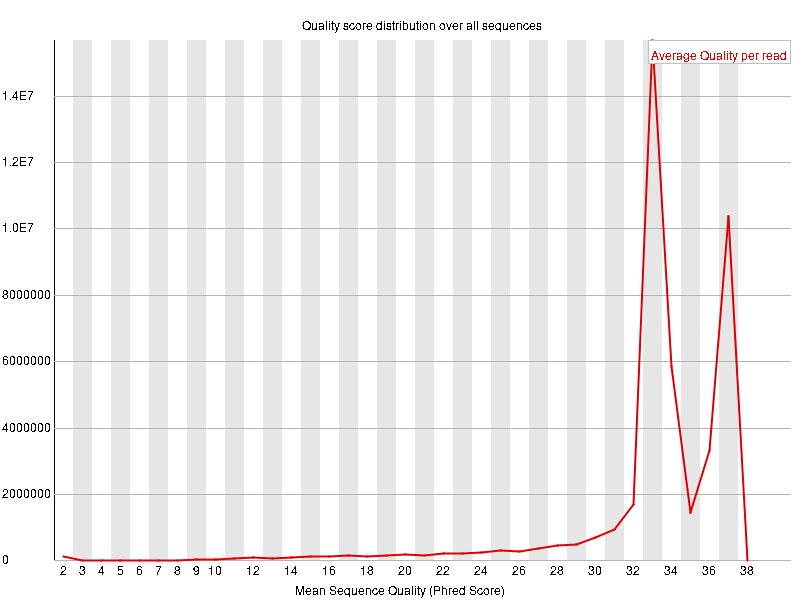 Quality score distribution over all sequences
Average Quality per read
1.4E7
1.2E7
1.0E7
8000000
6000000
4000000
2000000
0
2 3 4 5 6 7 8 9 10 12 14 16 18 20 22 24 26 28 30 32 34 36 38
Mean Sequence Quality (Phred Score)